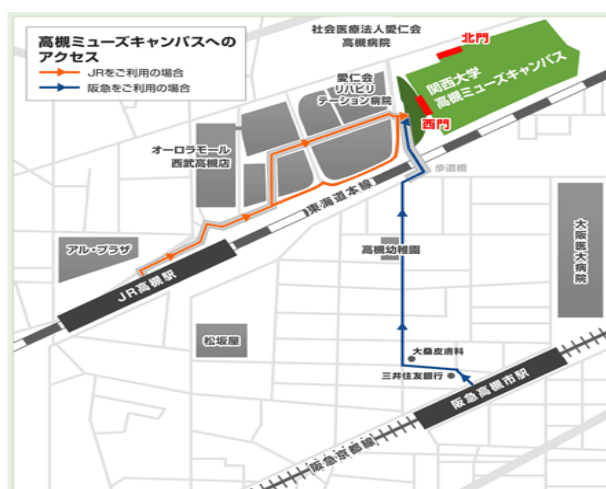 高槻ミューズキャンパスへの
アクセス
JRをご利用の場合
阪急をご利用の場合
社会医療法人愛仁会
高槻病院
北門
関西大学
高槻ミューズキャンパス
愛仁会
リハビリ
テーション病院
西門
オーロラモール
西武高槻店
歩道橋
東海道本線
アル・プラザ
高槻幼稚園
大阪医大病院
JR高槻駅
松坂屋
大桑皮膚科
三井住友銀行
阪急高槻市駅
阪急京都線